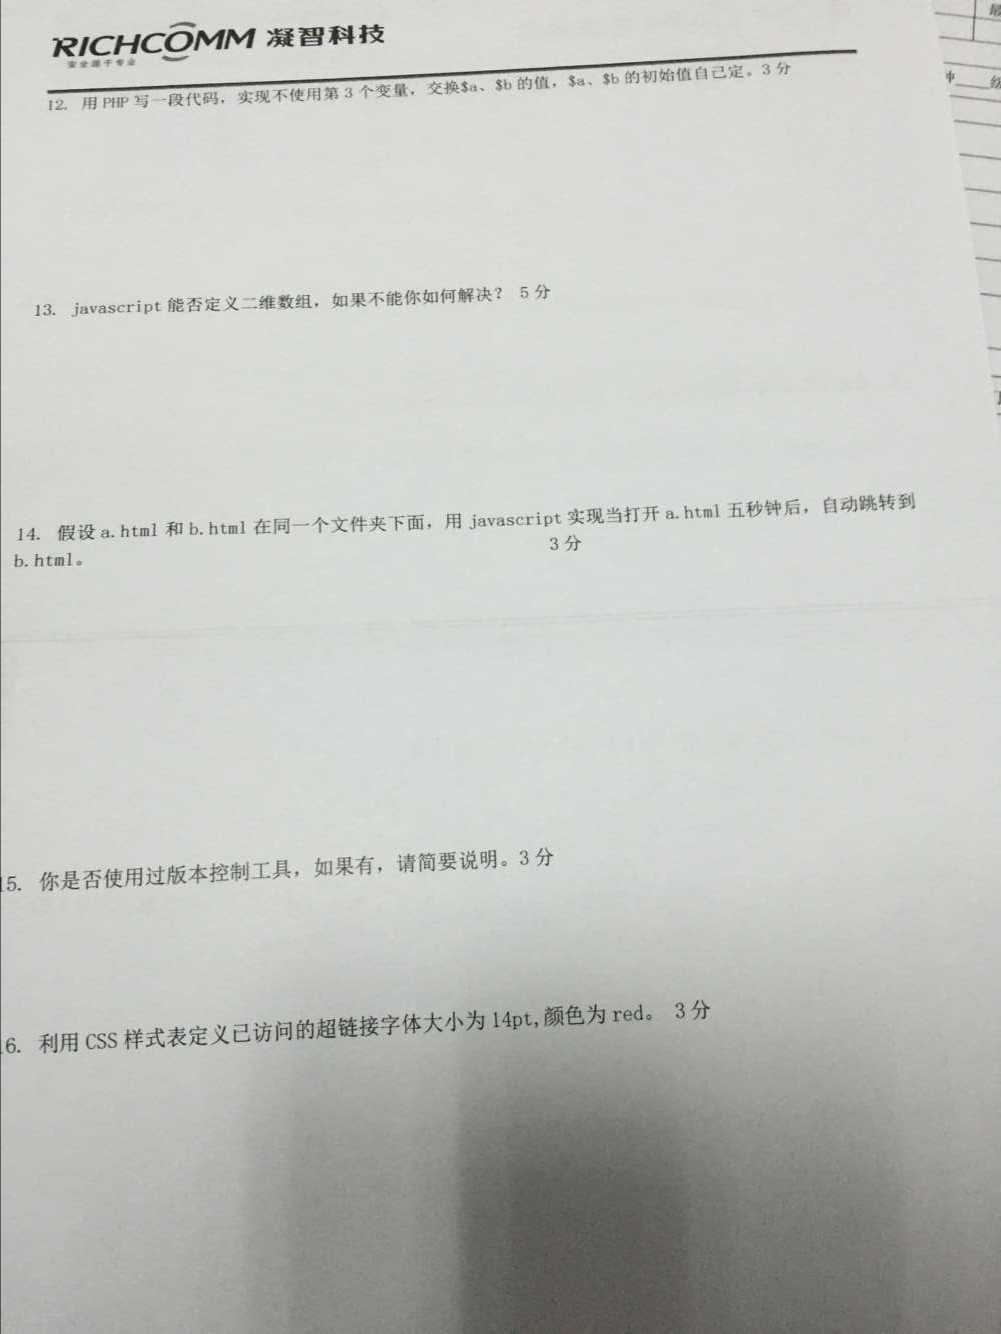 RICHCOMM 凝智科技
安全源于专业
12. 用 PHP 写一段代码，实现不使用第 3 个变量，交换$a、$b 的值，$a、$b 的初始值自己定。3 分
13. javascript 能否定义二维数组，如果不能你如何解决？ 5 分
14. 假设 a.html 和 b.html 在同一个文件夹下面，用 javascript 实现当打开 a.html 五秒钟后，自动跳转到
b.html。 3 分
15. 你是否使用过版本控制工具，如果有，请简要说明。3 分
16. 利用 CSS 样式表定义已访问的超链接字体大小为 14pt,颜色为 red。 3 分